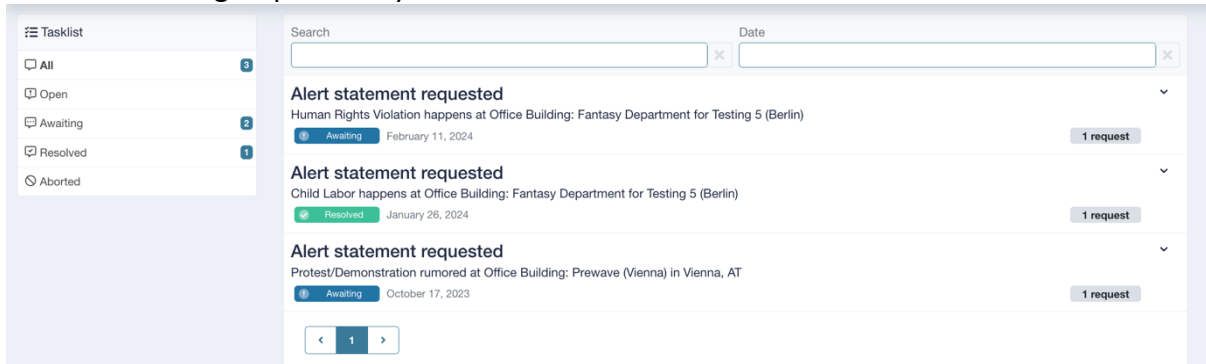 Tasklist
All 3
Open
Awaiting 2
Resolved 1
Aborted
Search
Date
Alert statement requested
Human Rights Violation happens at Office Building: Fantasy Department for Testing 5 (Berlin)
Awaiting February 11, 2024 1 request
Alert statement requested
Child Labor happens at Office Building: Fantasy Department for Testing 5 (Berlin)
Resolved January 26, 2024 1 request
Alert statement requested
Protest/Demonstration rumored at Office Building: Prewave (Vienna) in Vienna, AT
Awaiting October 17, 2023 1 request
1